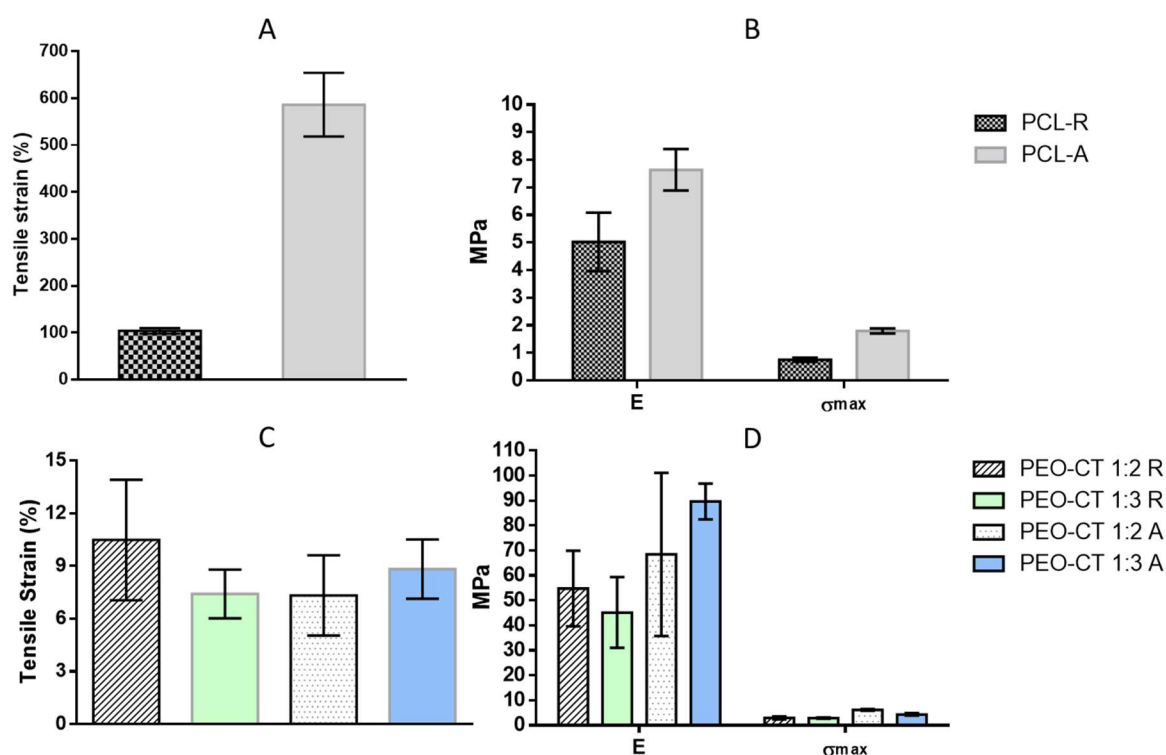 A
Tensile strain (%)
700
600
500
400
300
200
100
0
B
MPa
10
9
8
7
6
5
4
3
2
1
0
E
σmax
PCL-R
PCL-A
C
Tensile Strain (%)
15
12
9
6
3
0
D
MPa
110
100
90
80
70
60
50
40
30
20
10
0
E
σmax
PEO-CT 1:2 R
PEO-CT 1:3 R
PEO-CT 1:2 A
PEO-CT 1:3 A